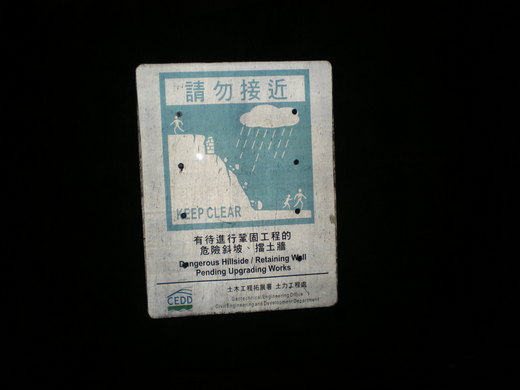 請勿接近
KEEP CLEAR
有待進行鞏固工程的
危險斜坡、擋土牆
Dangerous Hillside / Retaining Wall
Pending Upgrading Works
土木工程拓展署 土力工程處
Geotechnical Engineering Office
Civil Engineering and Development Department
CEDD